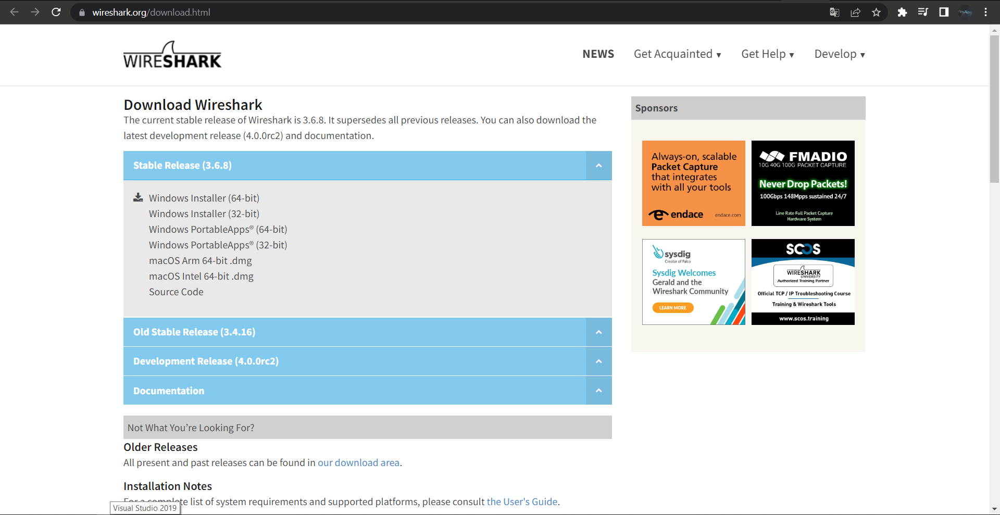 wireshark.org/download.html
WIRESHARK
NEWS
Get Acquainted ▼
Get Help ▼
Develop ▼
Download Wireshark
The current stable release of Wireshark is 3.6.8. It supersedes all previous releases. You can also download the
latest development release (4.0.0rc2) and documentation.
Stable Release (3.6.8)
Windows Installer (64-bit)
Windows Installer (32-bit)
Windows PortableApps® (64-bit)
Windows PortableApps® (32-bit)
macOS Arm 64-bit .dmg
macOS Intel 64-bit .dmg
Source Code
Old Stable Release (3.4.16)
Development Release (4.0.0rc2)
Documentation
Not What You're Looking For?
Older Releases
All present and past releases can be found in our download area.
Installation Notes
For a complete list of system requirements and supported platforms, please consult the User's Guide.
Visual Studio 2019
Sponsors
Always-on, scalable
Packet Capture
that integrates
with all your tools
endace
endace.com
FMADIO
10G 40G 100G PACKET CAPTURE
Never Drop Packets!
100Gbps 148Mpps sustained 24/7
Line Rate Full Packet Capture
Hardware System
sysdig
Creator of Falco
Sysdig Welcomes
Gerald and the
Wireshark Community
LEARN MORE
SCOS
WIRESHARK
UNIVERSITY
Authorized Training Partner
Official TCP / IP Troubleshooting Course
Training & Wireshark Tools
www.scos.training